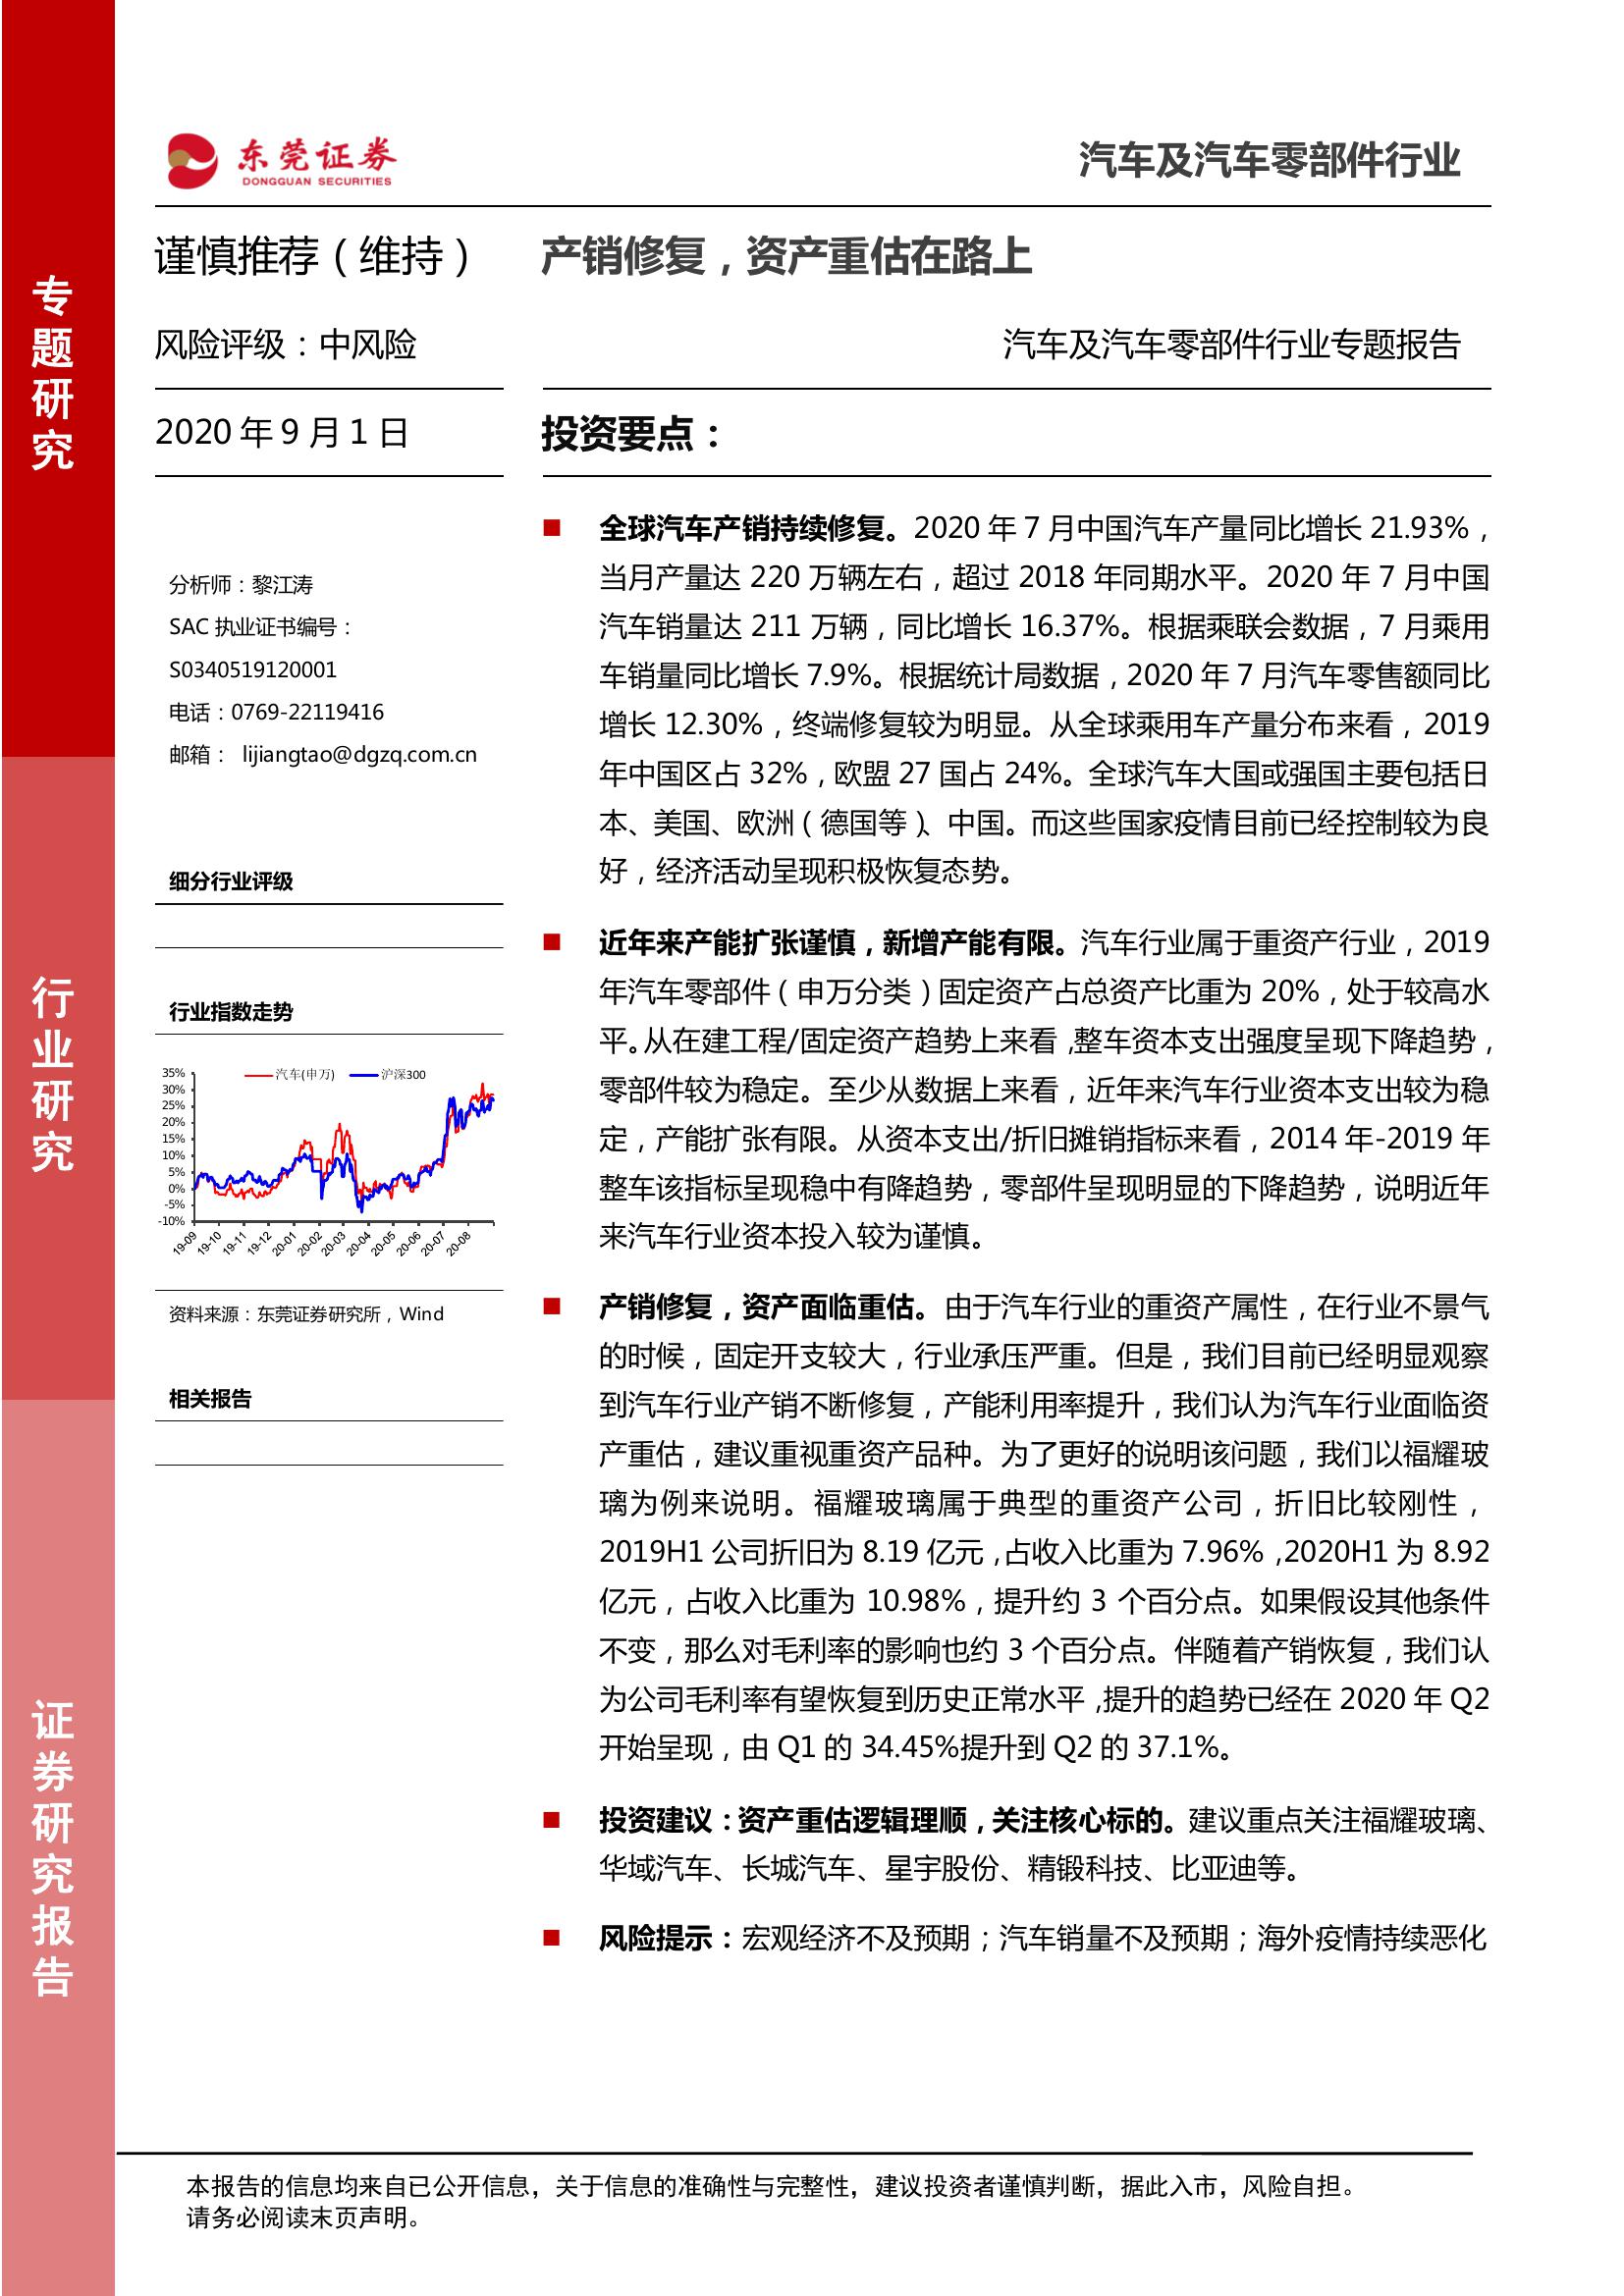 东莞证券
DONGGUAN SECURITIES
汽车及汽车零部件行业
专题研究
行业研究
证券研究报告
谨慎推荐（维持）
产销修复，资产重估在路上
风险评级：中风险
汽车及汽车零部件行业专题报告
2020 年 9 月 1 日
投资要点：
分析师：黎江涛
SAC 执业证书编号：
S0340519120001
电话：0769-22119416
邮箱： lijiangtao@dgzq.com.cn
细分行业评级
行业指数走势
汽车(申万) 沪深300
35%
30%
25%
20%
15%
10%
5%
0%
-5%
-10%
19-09 19-10 19-11 19-12 20-01 20-02 20-03 20-04 20-05 20-06 20-07 20-08
资料来源：东莞证券研究所，Wind
相关报告
全球汽车产销持续修复。2020 年 7 月中国汽车产量同比增长 21.93%，
当月产量达 220 万辆左右，超过 2018 年同期水平。2020 年 7 月中国
汽车销量达 211 万辆，同比增长 16.37%。根据乘联会数据，7 月乘用
车销量同比增长 7.9%。根据统计局数据，2020 年 7 月汽车零售额同比
增长 12.30%，终端修复较为明显。从全球乘用车产量分布来看，2019
年中国区占 32%，欧盟 27 国占 24%。全球汽车大国或强国主要包括日
本、美国、欧洲（德国等）、中国。而这些国家疫情目前已经控制较为良
好，经济活动呈现积极恢复态势。
近年来产能扩张谨慎，新增产能有限。汽车行业属于重资产行业，2019
年汽车零部件（申万分类）固定资产占总资产比重为 20%，处于较高水
平。从在建工程/固定资产趋势上来看，整车资本支出强度呈现下降趋势，
零部件较为稳定。至少从数据上来看，近年来汽车行业资本支出较为稳
定，产能扩张有限。从资本支出/折旧摊销指标来看，2014 年-2019 年
整车该指标呈现稳中有降趋势，零部件呈现明显的下降趋势，说明近年
来汽车行业资本投入较为谨慎。
产销修复，资产面临重估。由于汽车行业的重资产属性，在行业不景气
的时候，固定开支较大，行业承压严重。但是，我们目前已经明显观察
到汽车行业产销不断修复，产能利用率提升，我们认为汽车行业面临资
产重估，建议重视重资产品种。为了更好的说明该问题，我们以福耀玻
璃为例来说明。福耀玻璃属于典型的重资产公司，折旧比较刚性，
2019H1 公司折旧为 8.19 亿元，占收入比重为 7.96%，2020H1 为 8.92
亿元，占收入比重为 10.98%，提升约 3 个百分点。如果假设其他条件
不变，那么对毛利率的影响也约 3 个百分点。伴随着产销恢复，我们认
为公司毛利率有望恢复到历史正常水平，提升的趋势已经在 2020 年 Q2
开始呈现，由 Q1 的 34.45%提升到 Q2 的 37.1%。
投资建议：资产重估逻辑理顺，关注核心标的。建议重点关注福耀玻璃、
华域汽车、长城汽车、星宇股份、精锻科技、比亚迪等。
风险提示：宏观经济不及预期；汽车销量不及预期；海外疫情持续恶化
本报告的信息均来自已公开信息，关于信息的准确性与完整性，建议投资者谨慎判断，据此入市，风险自担。
请务必阅读末页声明。